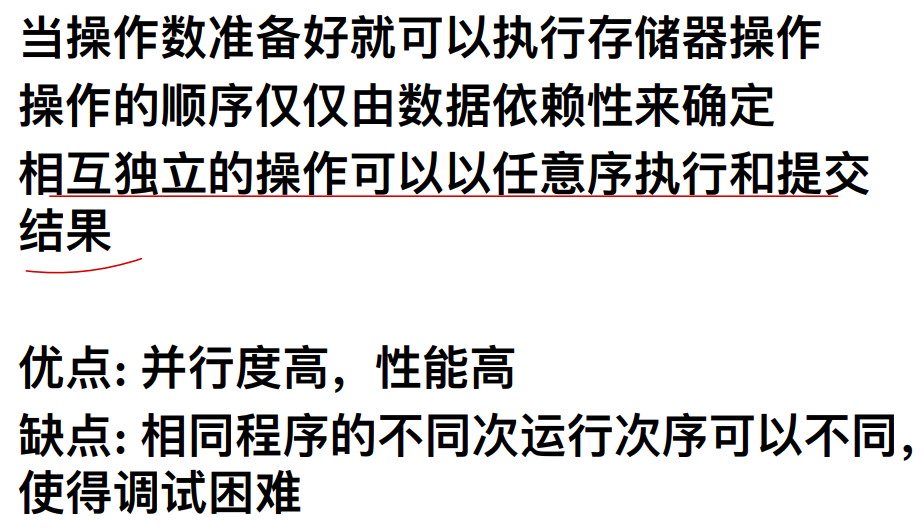 当操作数准备好就可以执行存储器操作
操作的顺序仅仅由数据依赖性来确定
相互独立的操作可以以任意序执行和提交
结果
优点: 并行度高，性能高
缺点: 相同程序的不同次运行次序可以不同，
使得调试困难